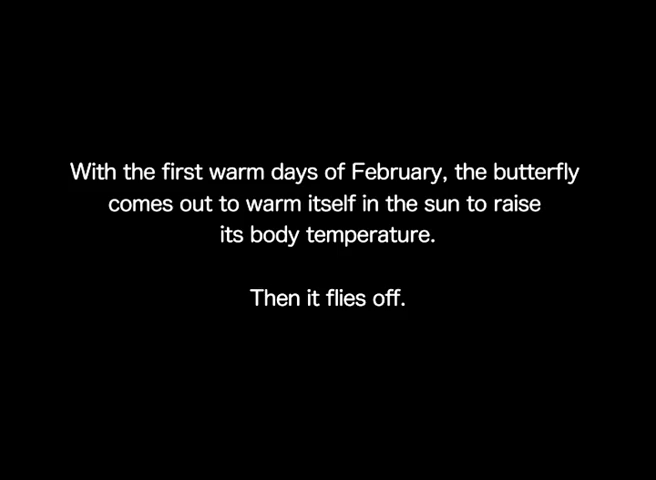 With the first warm days of February, the butterfly
comes out to warm itself in the sun to raise
its body temperature.
Then it flies off.